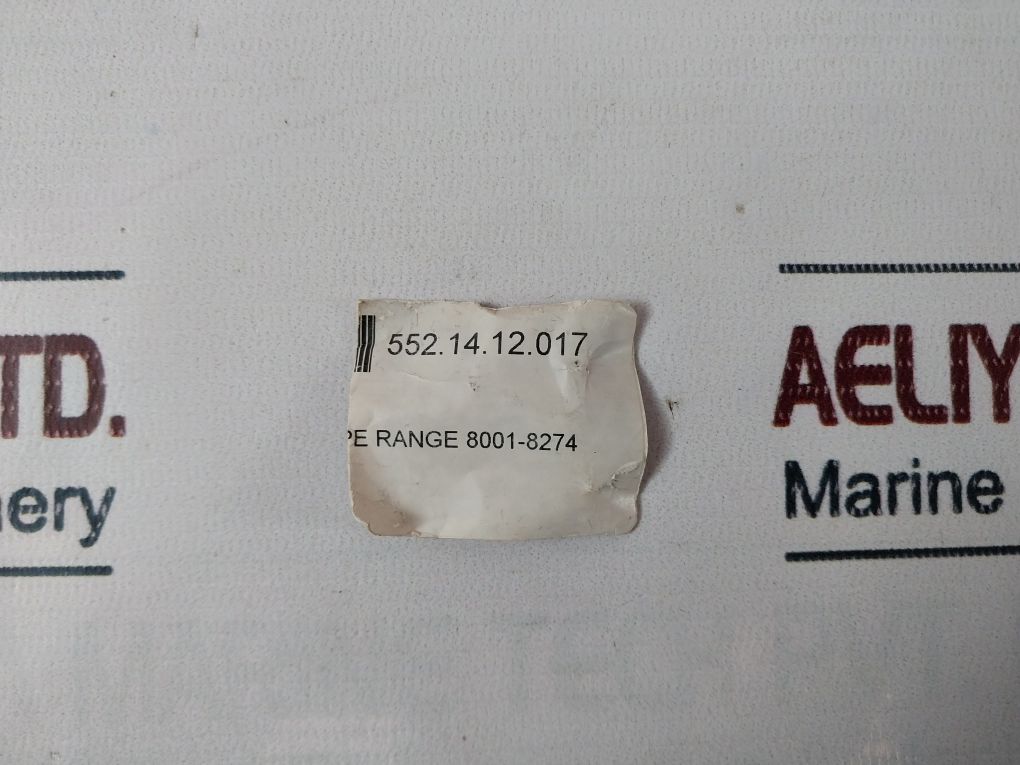 552.14.12.017
PE RANGE 8001-8274
TD.
ery
AELIY
Marine